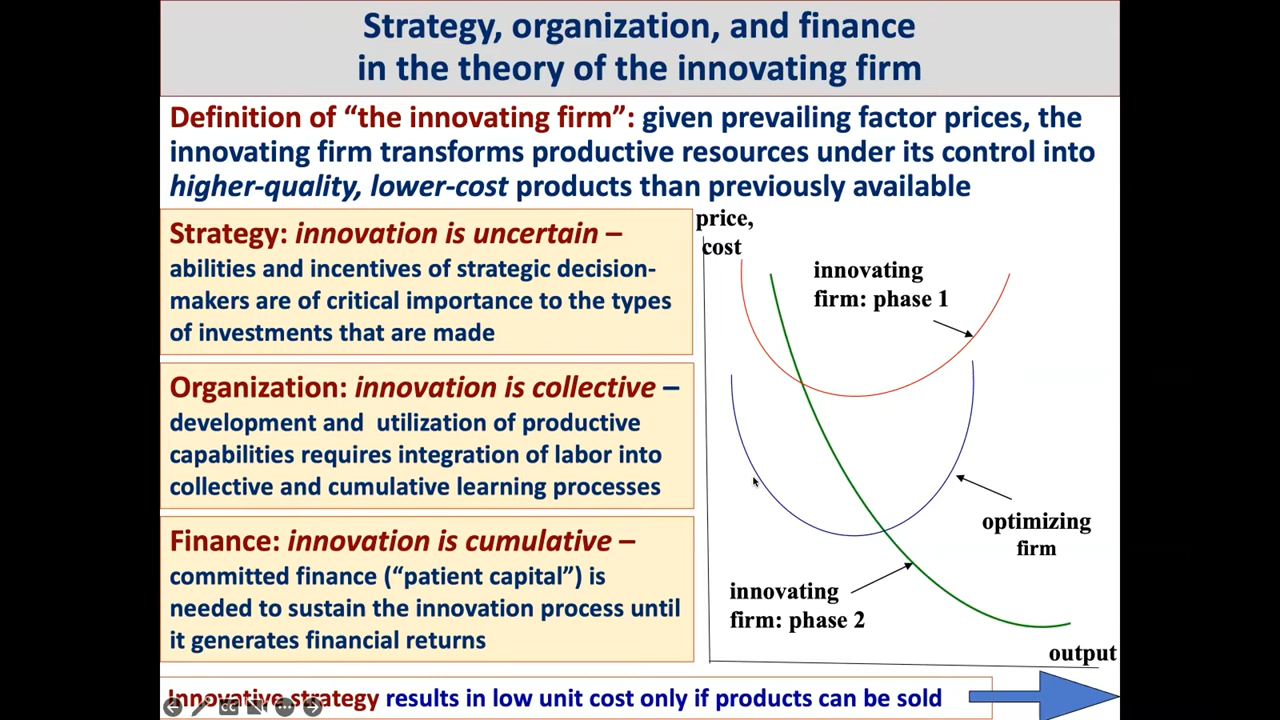 Strategy, organization, and finance
in the theory of the innovating firm
Definition of “the innovating firm”: given prevailing factor prices, the
innovating firm transforms productive resources under its control into
higher-quality, lower-cost products than previously available
Strategy: innovation is uncertain –
abilities and incentives of strategic decision-
makers are of critical importance to the types
of investments that are made
Organization: innovation is collective –
development and utilization of productive
capabilities requires integration of labor into
collective and cumulative learning processes
Finance: innovation is cumulative –
committed finance (“patient capital”) is
needed to sustain the innovation process until
it generates financial returns
price,
cost
innovating
firm: phase 1
optimizing
firm
innovating
firm: phase 2
output
Innovative strategy results in low unit cost only if products can be sold